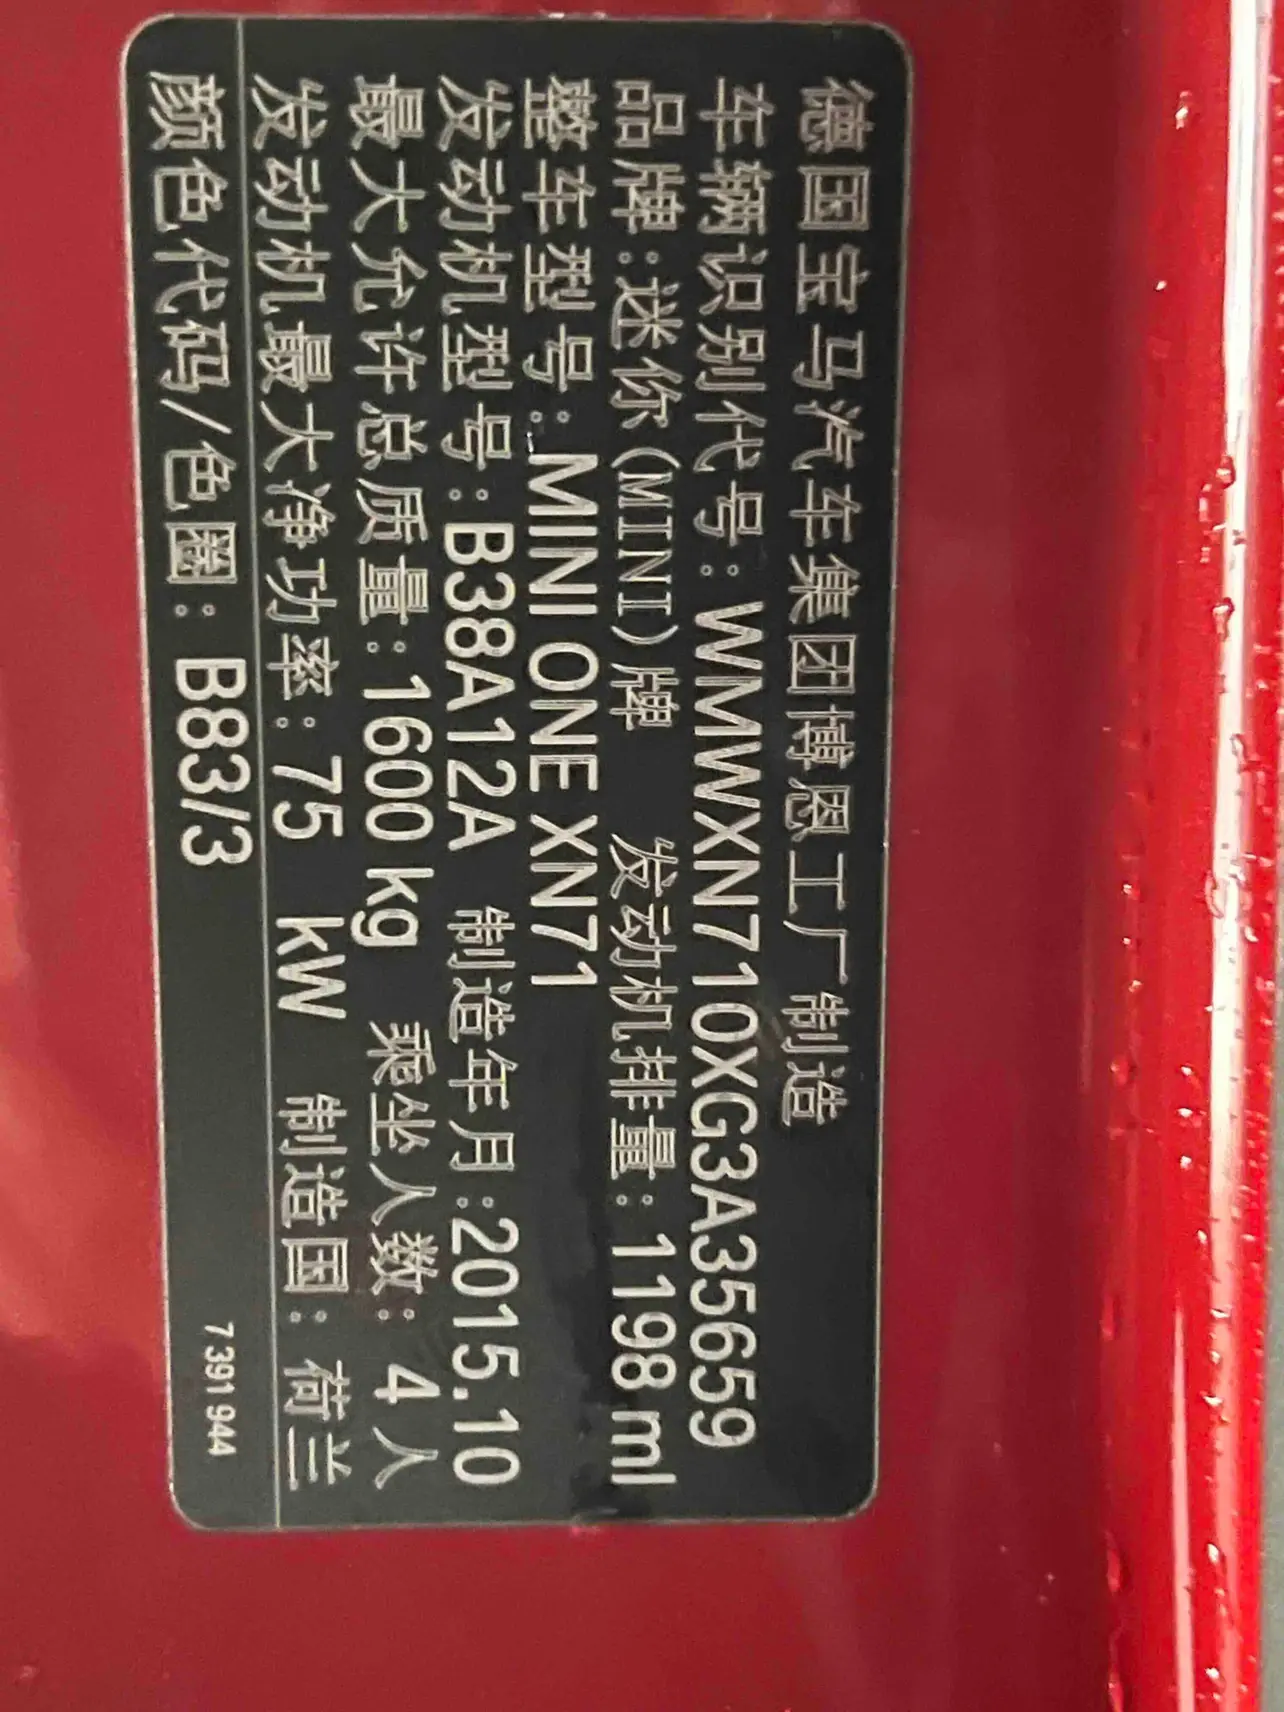 德国宝马汽车集团博恩工厂制造
车辆识别代号：WMWXN710XG3A35659
品牌：迷你(MINI)牌 发动机排量：1198 ml
整车型号：MINI ONE XN71
发动机型号：B38A12A 制造年月：2015.10
最大允许总质量：1600 kg 乘坐人数：4人
发动机最大净功率：75 kW 制造国：荷兰
颜色代码/色圈：B83/3
7391944